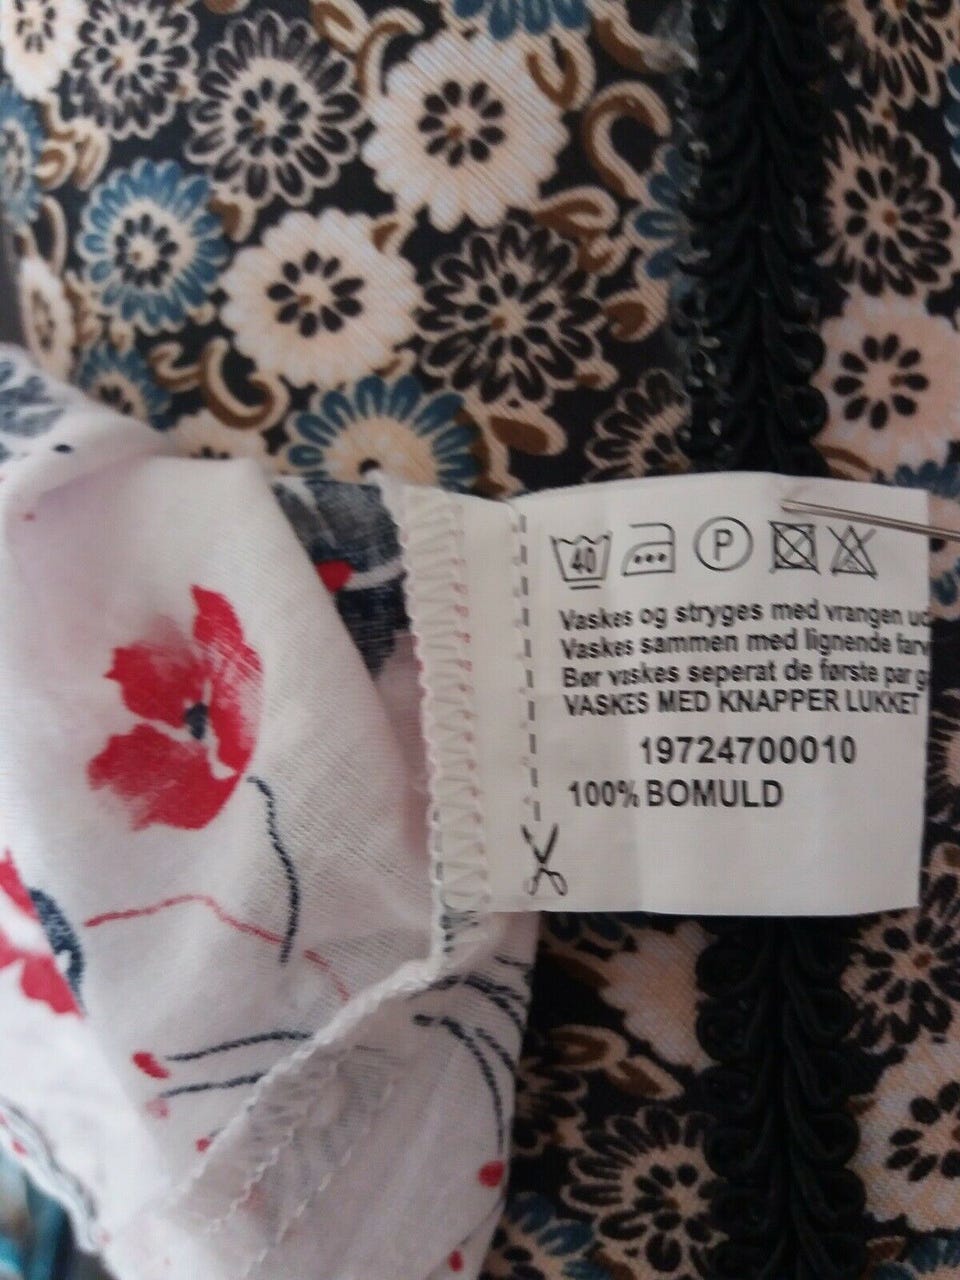 40 P
Vaskes og stryges med vrangen
Vaskes sammen med lignende
Bør vaskes seperat de første par
VASKES MED KNAPPER LUKKET
19724700010
100% BOMULD